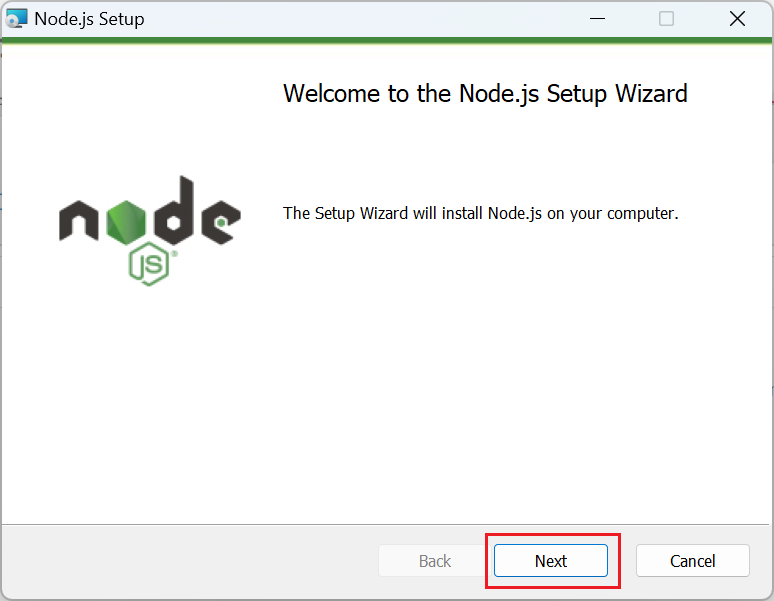 Node.js Setup
Welcome to the Node.js Setup Wizard
The Setup Wizard will install Node.js on your computer.
node
JS®
Back
Next
Cancel